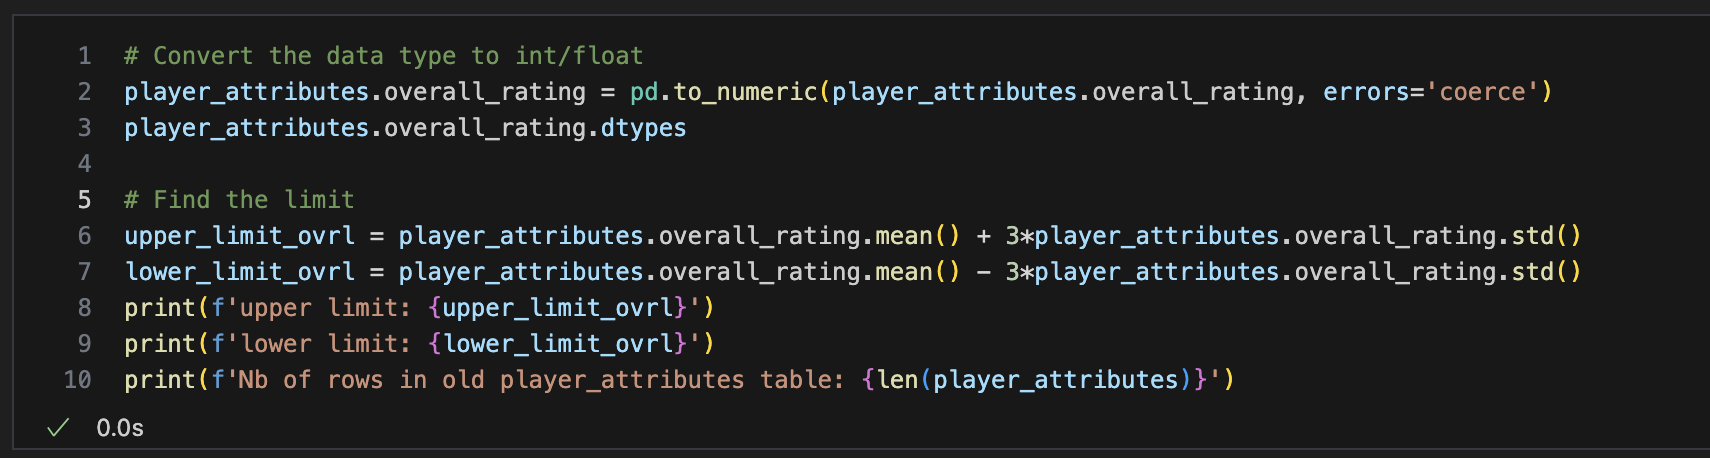 1 # Convert the data type to int/float
2 player_attributes.overall_rating = pd.to_numeric(player_attributes.overall_rating, errors='coerce')
3 player_attributes.overall_rating.dtypes
4
5 # Find the limit
6 upper_limit_ovrl = player_attributes.overall_rating.mean() + 3*player_attributes.overall_rating.std()
7 lower_limit_ovrl = player_attributes.overall_rating.mean() - 3*player_attributes.overall_rating.std()
8 print(f'upper limit: {upper_limit_ovrl}')
9 print(f'lower limit: {lower_limit_ovrl}')
10 print(f'Nb of rows in old player_attributes table: {len(player_attributes)}')
✓ 0.0s